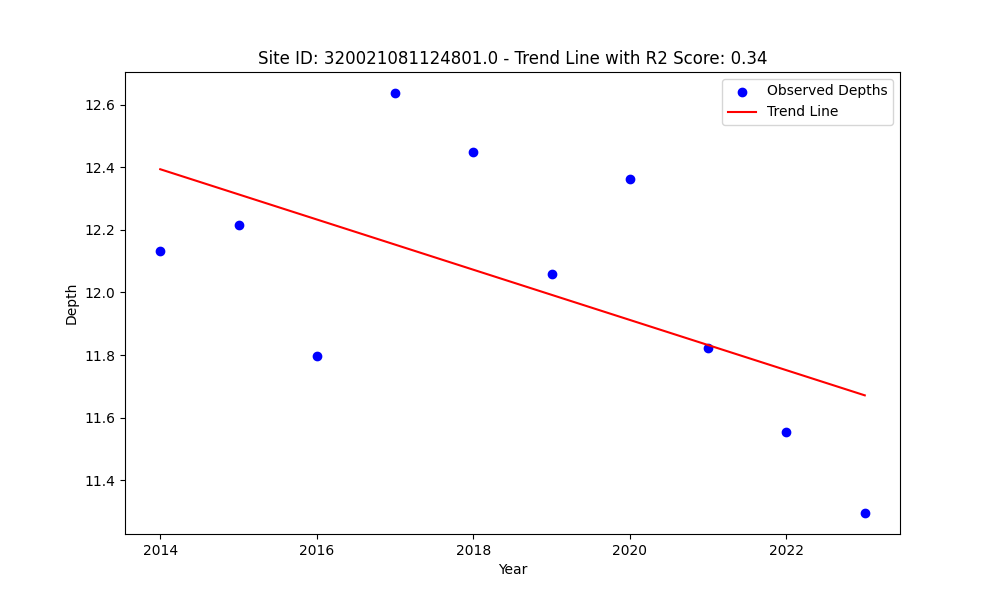 Site ID: 320021081124801.0 - Trend Line with R2 Score: 0.34
Observed Depths
Trend Line
12.6
12.4
12.2
12.0
11.8
11.6
11.4
Depth
2014
2016
2018
2020
2022
Year